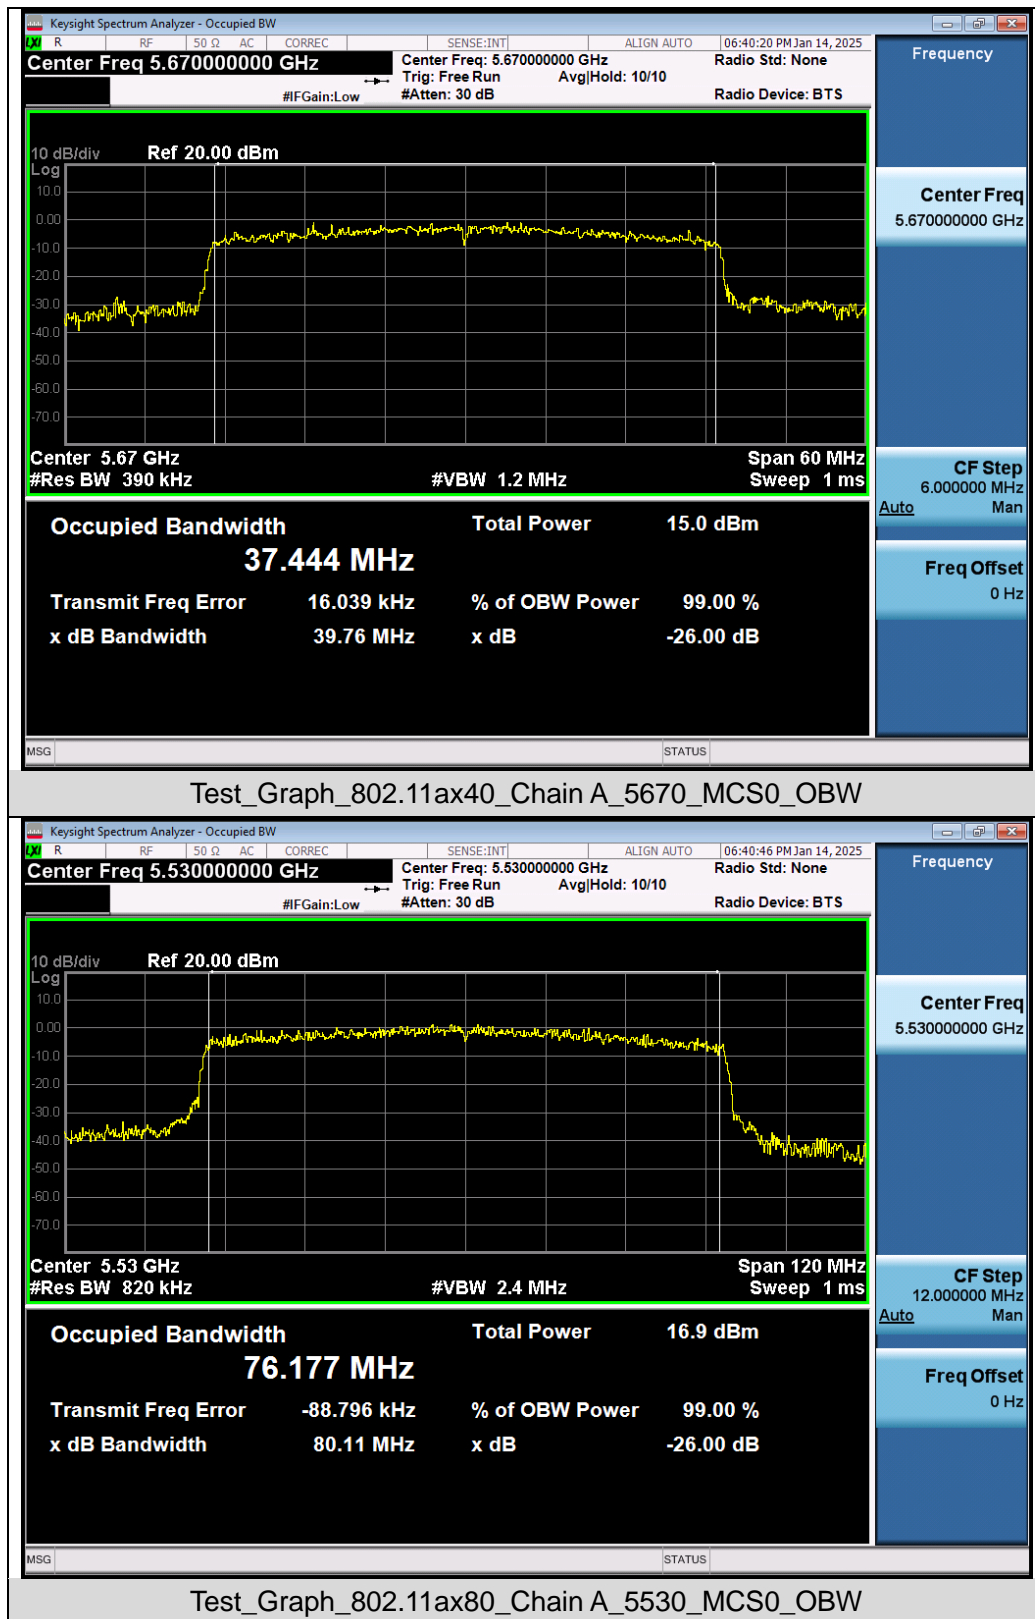 Keysight Spectrum Analyzer - Occupied BW
LXI R RF 50 Ω AC CORREC SENSE:INT ALIGN AUTO 06:40:20 PM Jan 14, 2025
Center Freq 5.670000000 GHz
Center Freq: 5.670000000 GHz Radio Std: None
Trig: Free Run Avg|Hold: 10/10
#IFGain:Low #Atten: 30 dB Radio Device: BTS
Frequency
10 dB/div Ref 20.00 dBm
Log
10.0
0.00
-10.0
-20.0
-30.0
-40.0
-50.0
-60.0
-70.0
Center Freq
5.670000000 GHz
Center 5.67 GHz Span 60 MHz
#Res BW 390 kHz #VBW 1.2 MHz Sweep 1 ms
CF Step
6.000000 MHz
Auto Man
Occupied Bandwidth Total Power 15.0 dBm
37.444 MHz
Transmit Freq Error 16.039 kHz % of OBW Power 99.00 %
x dB Bandwidth 39.76 MHz x dB -26.00 dB
Freq Offset
0 Hz
MSG STATUS
Test_Graph_802.11ax40_Chain A_5670_MCS0_OBW
Keysight Spectrum Analyzer - Occupied BW
LXI R RF 50 Ω AC CORREC SENSE:INT ALIGN AUTO 06:40:46 PM Jan 14, 2025
Center Freq 5.530000000 GHz
Center Freq: 5.530000000 GHz Radio Std: None
Trig: Free Run Avg|Hold: 10/10
#IFGain:Low #Atten: 30 dB Radio Device: BTS
Frequency
10 dB/div Ref 20.00 dBm
Log
10.0
0.00
-10.0
-20.0
-30.0
-40.0
-50.0
-60.0
-70.0
Center Freq
5.530000000 GHz
Center 5.53 GHz Span 120 MHz
#Res BW 820 kHz #VBW 2.4 MHz Sweep 1 ms
CF Step
12.000000 MHz
Auto Man
Occupied Bandwidth Total Power 16.9 dBm
76.177 MHz
Transmit Freq Error -88.796 kHz % of OBW Power 99.00 %
x dB Bandwidth 80.11 MHz x dB -26.00 dB
Freq Offset
0 Hz
MSG STATUS
Test_Graph_802.11ax80_Chain A_5530_MCS0_OBW